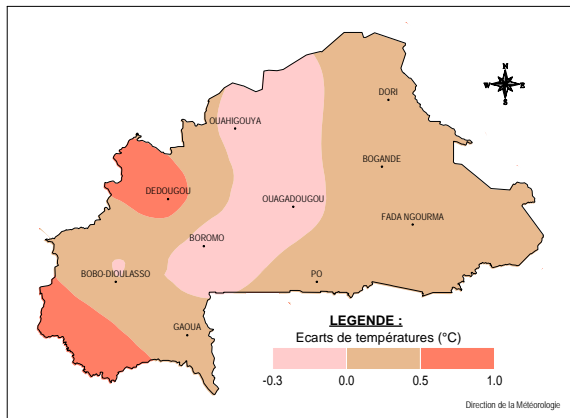 N
W E
S
DORI
OUAHIGOUYA
BOGANDE
DEDOUGOU
OUAGADOUGOU
FADA NGOURMA
BOROMO
BOBO-DIOULASSO
PO
GAOUA
LEGENDE :
Ecarts de températures (°C)
-0.3 0.0 0.5 1.0
Direction de la Météorologie